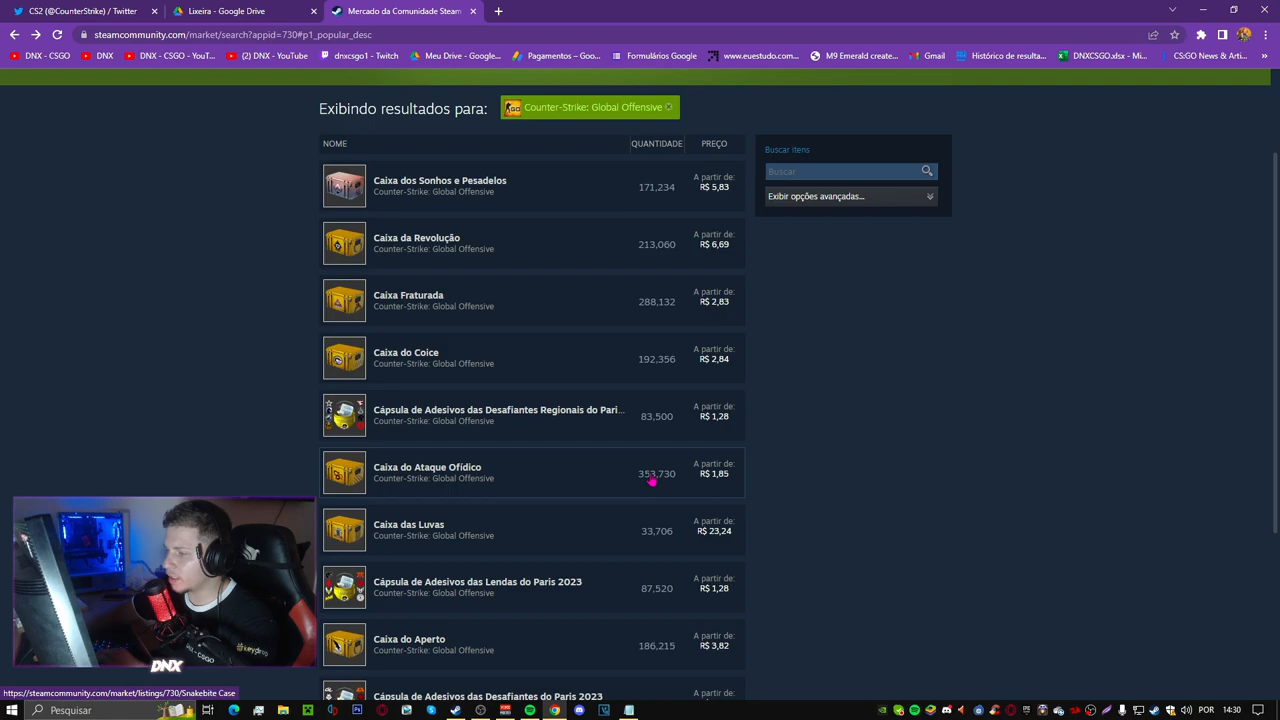 CS2 (@CounterStrike) / Twitter
Lixeira - Google Drive
Mercado da Comunidade Steam
steamcommunity.com/market/search?appid=730#p1_popular_desc
DNX - CSGO
DNX - CSGO - YouTube
(2) DNX - YouTube
dnxcsgo1 - Twitch
Meu Drive - Google...
Pagamentos – Goo...
Formulários Google
www.euestudo.com...
M9 Emerald create...
Gmail
Histórico de resulta...
DNXCSGO.xlsx - Mi...
CS:GO News & Arti...
Exibindo resultados para:
Counter-Strike: Global Offensive
NOME
QUANTIDADE
PREÇO
Buscar itens
Buscar
Exibir opções avançadas...
Caixa dos Sonhos e Pesadelos
Counter-Strike: Global Offensive
171,234
A partir de:
R$ 5,83
Caixa da Revolução
Counter-Strike: Global Offensive
213,060
A partir de:
R$ 6,69
Caixa Fraturada
Counter-Strike: Global Offensive
288,132
A partir de:
R$ 2,83
Caixa do Coice
Counter-Strike: Global Offensive
192,356
A partir de:
R$ 2,84
Cápsula de Adesivos das Desafiantes Regionais do Pari...
Counter-Strike: Global Offensive
83,500
A partir de:
R$ 1,28
Caixa do Ataque Ofídico
Counter-Strike: Global Offensive
353,730
A partir de:
R$ 1,85
Caixa das Luvas
Counter-Strike: Global Offensive
33,706
A partir de:
R$ 23,24
Cápsula de Adesivos das Lendas do Paris 2023
Counter-Strike: Global Offensive
87,520
A partir de:
R$ 1,28
Caixa do Aperto
Counter-Strike: Global Offensive
186,215
A partir de:
R$ 3,82
Cápsula de Adesivos das Desafiantes do Paris 2023
A partir de:
keydrop
DNX
https://steamcommunity.com/market/listings/730/Snakebite Case
Pesquisar
POR
14:30